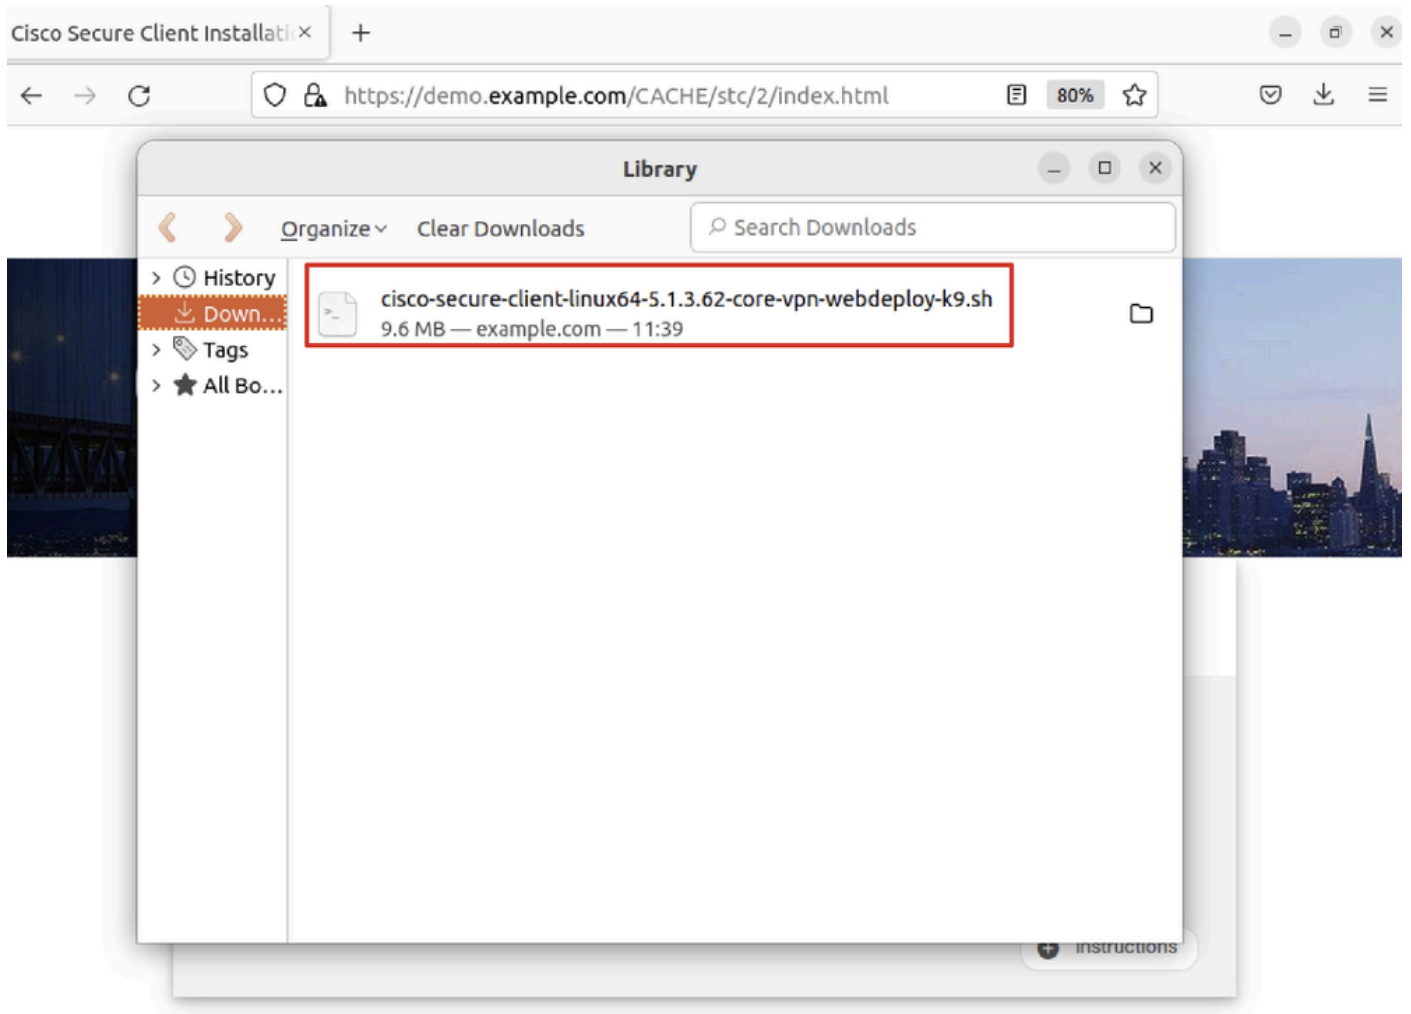 Cisco Secure Client Installati
https://demo.example.com/CACHE/stc/2/index.html
80%
Library
Organize
Clear Downloads
Search Downloads
History
Down...
Tags
All Bo...
cisco-secure-client-linux64-5.1.3.62-core-vpn-webdeploy-k9.sh
9.6 MB — example.com — 11:39
Instructions